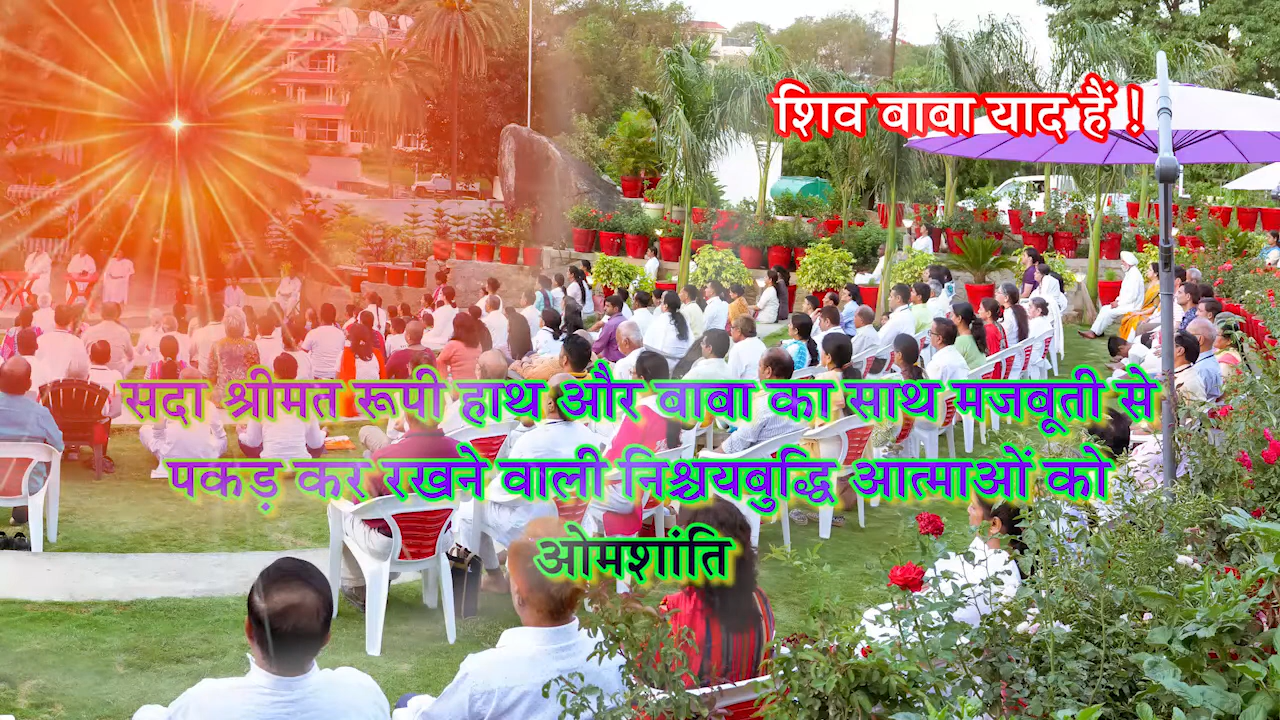 शिव बाबा याद हैं !
सदा श्रीमत रूपी हाथ और बाबा का साथ मजबूती से
पकड़ कर रखने वाली निश्चयबुद्धि आत्माओं को
ओमशांति